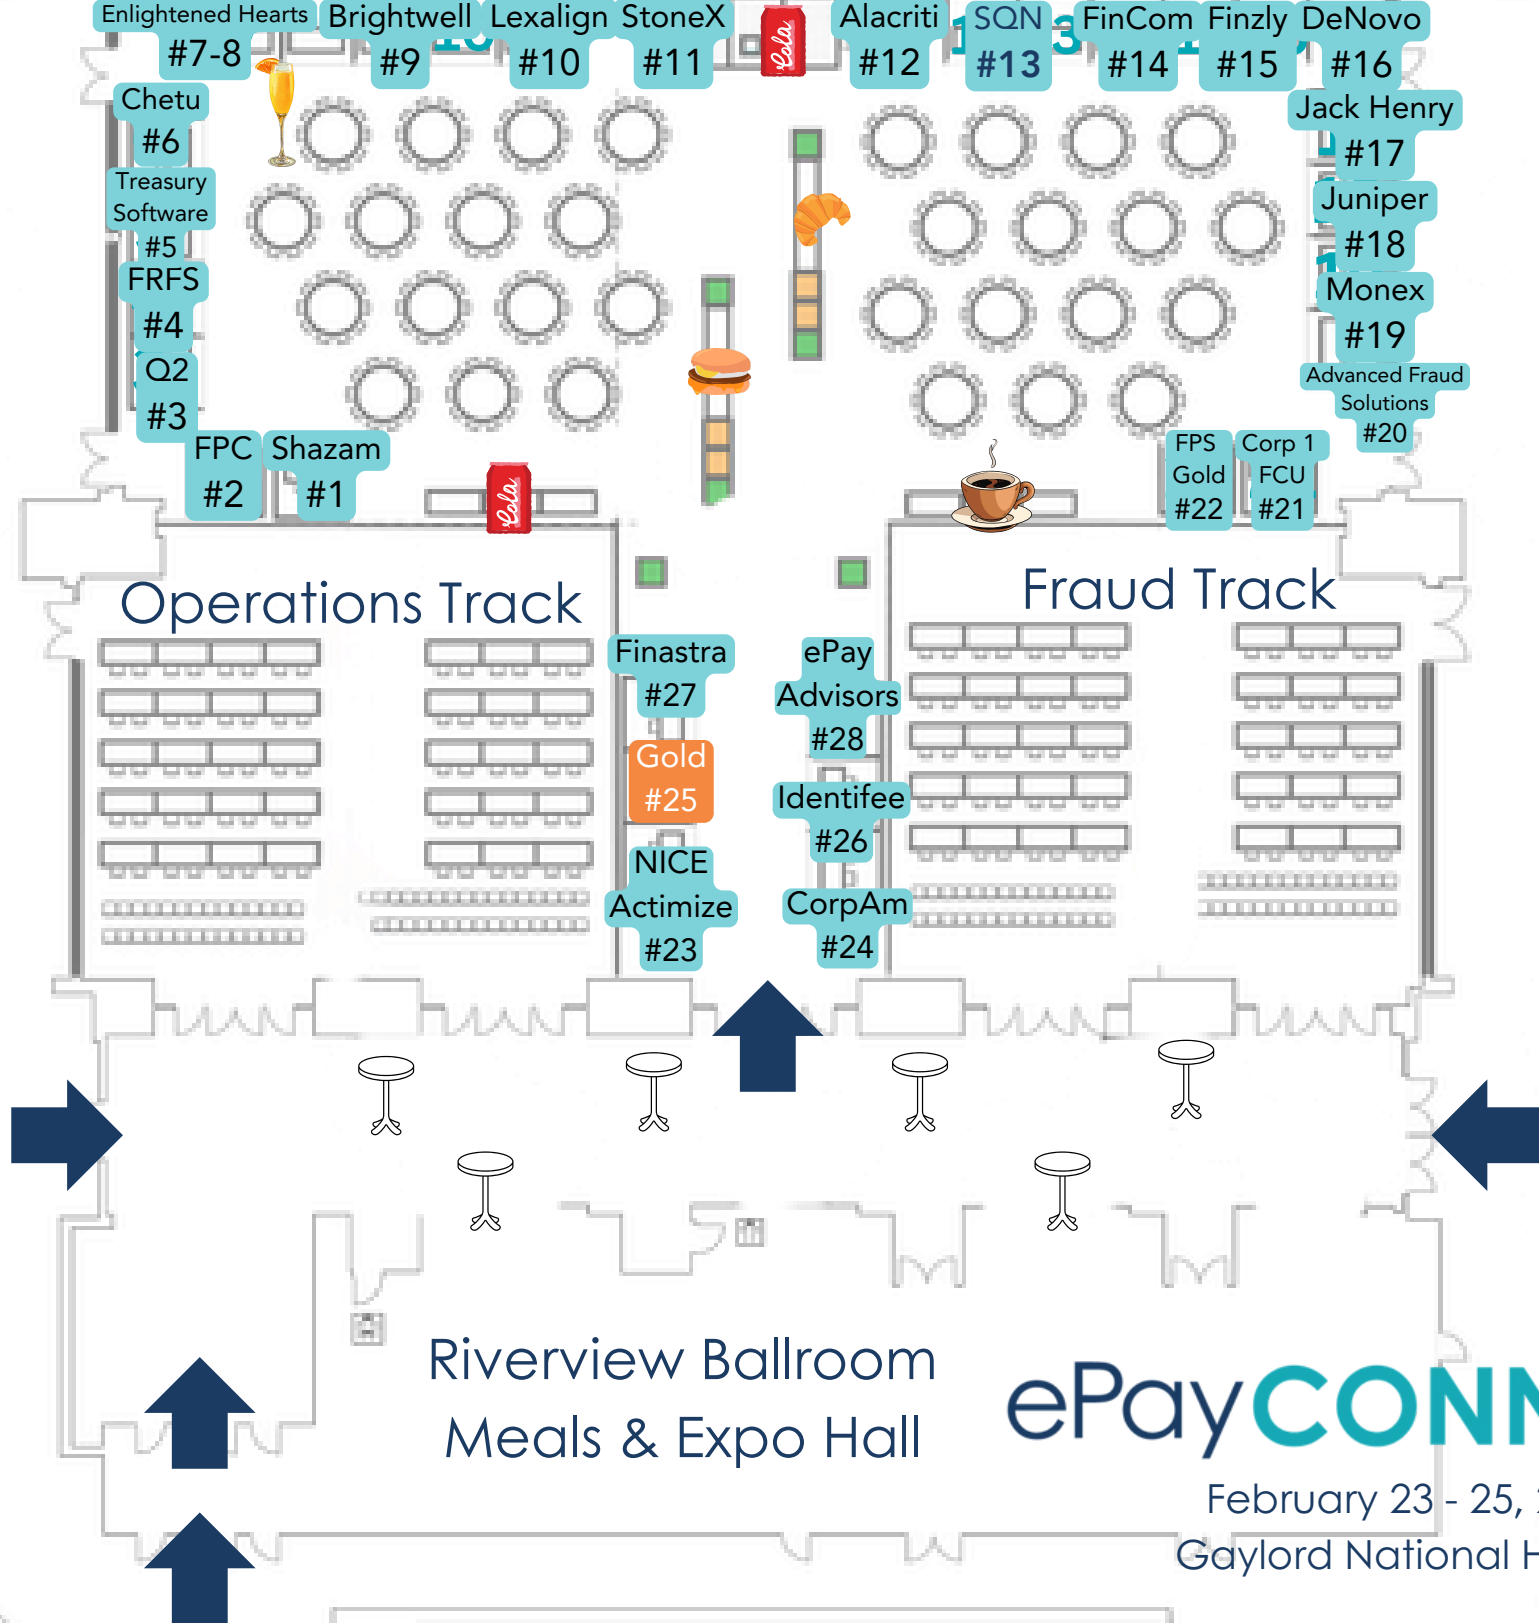 Enlightened Hearts
#7-8
Brightwell
#9
Lexalign
#10
StoneX
#11
Cola
Alacriti
#12
SQN
#13
FinCom
#14
Finzly
#15
DeNovo
#16
Chetu
#6
Treasury
Software
#5
FRFS
#4
Q2
#3
FPC
#2
Shazam
#1
Cola
Jack Henry
#17
Juniper
#18
Monex
#19
Advanced Fraud
Solutions
#20
FPS
Gold
#22
Corp 1
FCU
#21
Operations Track
Fraud Track
Finastra
#27
Gold
#25
NICE
Actimize
#23
ePay
Advisors
#28
Identifee
#26
CorpAm
#24
Riverview Ballroom
Meals & Expo Hall
ePayCONN
February 23 - 25,
Gaylord National H